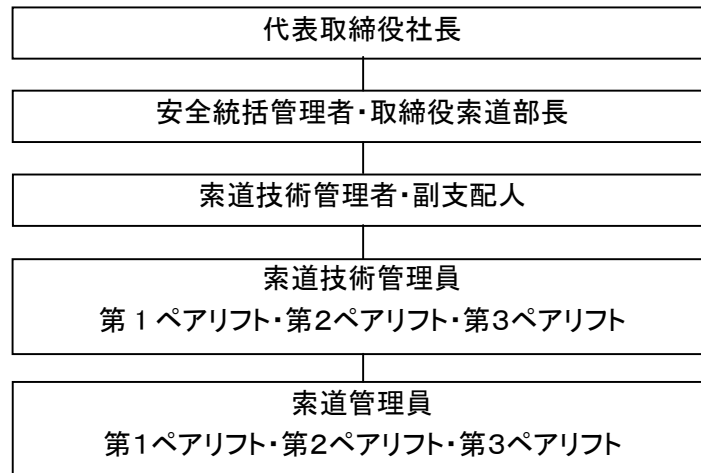 代表取締役社長
安全統括管理者・取締役索道部長
索道技術管理者・副支配人
索道技術管理員
第１ペアリフト・第２ペアリフト・第３ペアリフト
索道管理員
第１ペアリフト・第２ペアリフト・第３ペアリフト